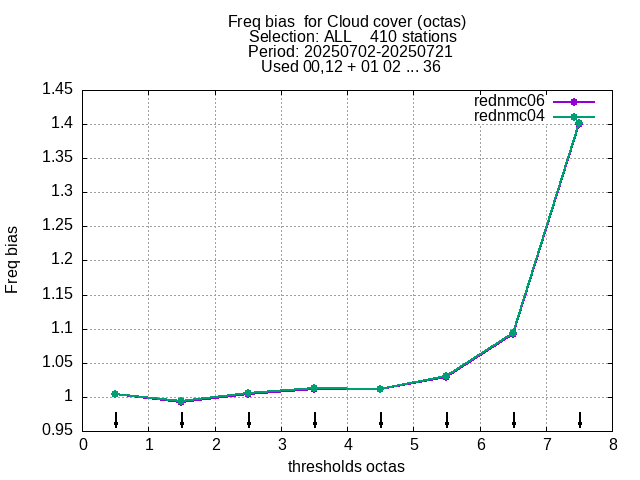 Freq bias  for Cloud cover (octas)
Selection: ALL    410 stations
Period: 20250702-20250721
Used 00,12 + 01 02 ... 36
rednmc06
rednmc04
1.45
1.4
1.35
1.3
1.25
1.2
1.15
1.1
1.05
1
0.95
Freq bias
0 1 2 3 4 5 6 7 8
thresholds octas